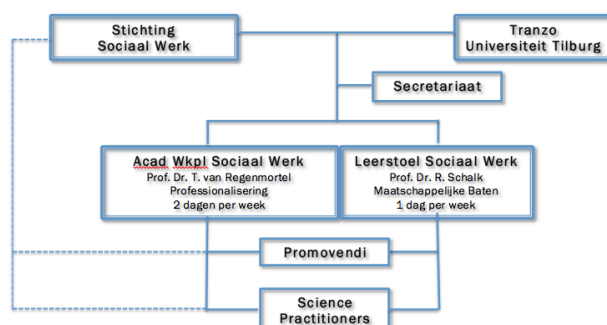 Stichting
Sociaal Werk
Tranzo
Universiteit Tilburg
Secretariaat
Acad Wkpl Sociaal Werk
Prof. Dr. T. van Regenmortel
Professionalisering
2 dagen per week
Leerstoel Sociaal Werk
Prof. Dr. R. Schalk
Maatschappelijke Baten
1 dag per week
Promovendi
Science
Practitioners